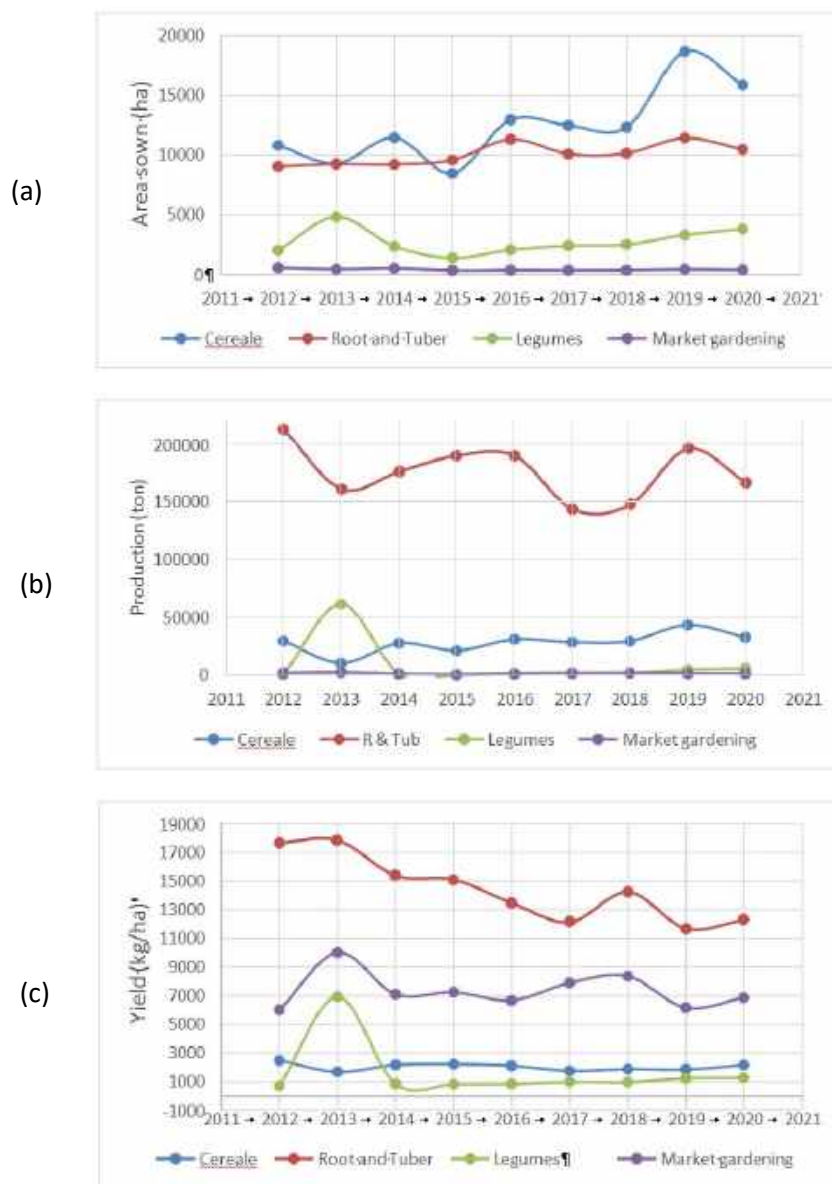 (a)
Area·sown·(ha)
20000
15000
10000
5000
0¶
2011 → 2012 → 2013 → 2014 → 2015 → 2016 → 2017 → 2018 → 2019 → 2020 → 2021
Cereale Root·and·Tuber Legumes Market·gardening
(b)
Production (ton)
200000
150000
100000
50000
0
2011 2012 2013 2014 2015 2016 2017 2018 2019 2020 2021
Cereale R & Tub Legumes Market gardening
(c)
Yield·(kg/ha)
19000
17000
15000
13000
11000
9000
7000
5000
3000
1000
-1000
2011 → 2012 → 2013 → 2014 → 2015 → 2016 → 2017 → 2018 → 2019 → 2020 → 2021
Cereale Root·and·Tuber Legumes¶ Market·gardening